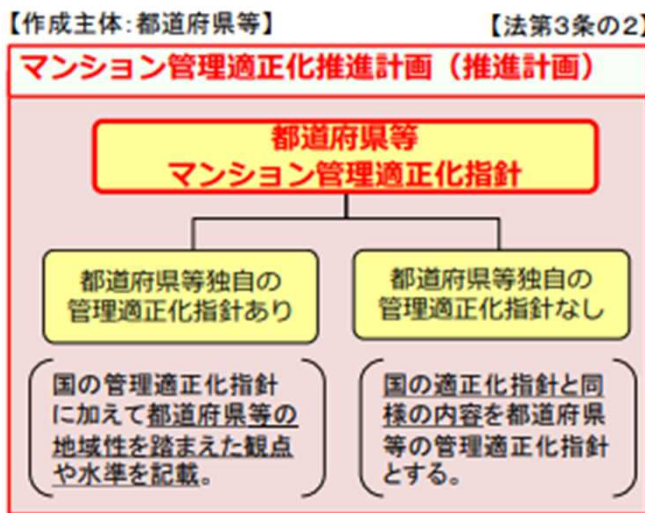 【作成主体:都道府県等】 【法第3条の2】
マンション管理適正化推進計画（推進計画）
都道府県等
マンション管理適正化指針
都道府県等独自の
管理適正化指針あり
都道府県等独自の
管理適正化指針なし
国の管理適正化指針
に加えて都道府県等の
地域性を踏まえた観点
や水準を記載。
国の適正化指針と同
様の内容を都道府県
等の管理適正化指針
とする。